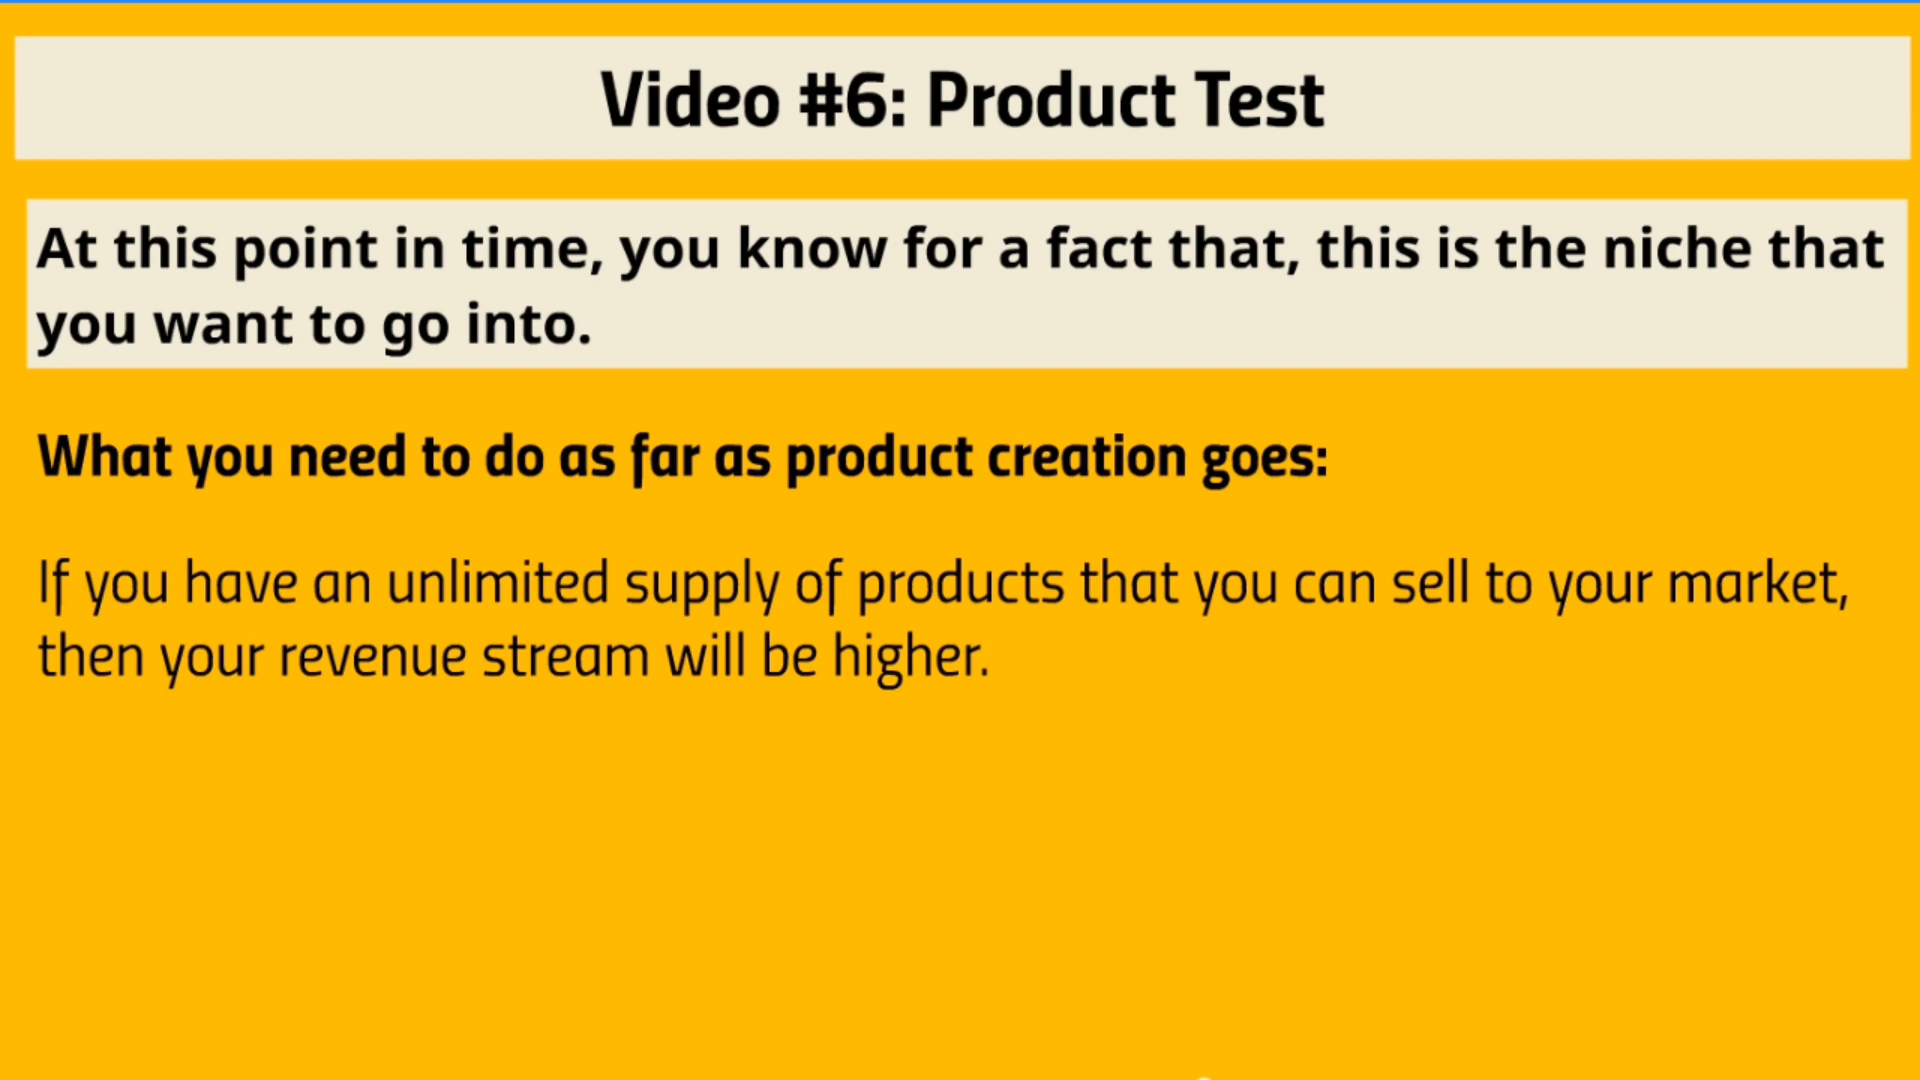 Video #6: Product Test
At this point in time, you know for a fact that, this is the niche that
you want to go into.
What you need to do as far as product creation goes:
If you have an unlimited supply of products that you can sell to your market,
then your revenue stream will be higher.